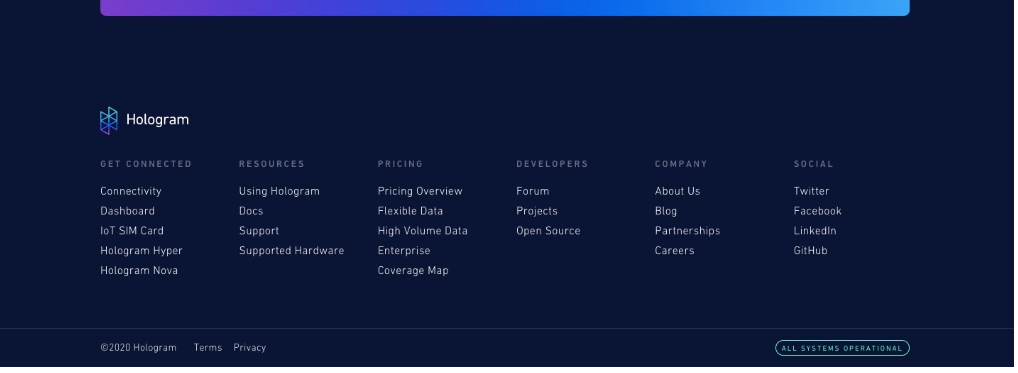 Hologram
GET CONNECTED
Connectivity
Dashboard
IoT SIM Card
Hologram Hyper
Hologram Nova
RESOURCES
Using Hologram
Docs
Support
Supported Hardware
PRICING
Pricing Overview
Flexible Data
High Volume Data
Enterprise
Coverage Map
DEVELOPERS
Forum
Projects
Open Source
COMPANY
About Us
Blog
Partnerships
Careers
SOCIAL
Twitter
Facebook
LinkedIn
GitHub
©2020 Hologram Terms Privacy
ALL SYSTEMS OPERATIONAL